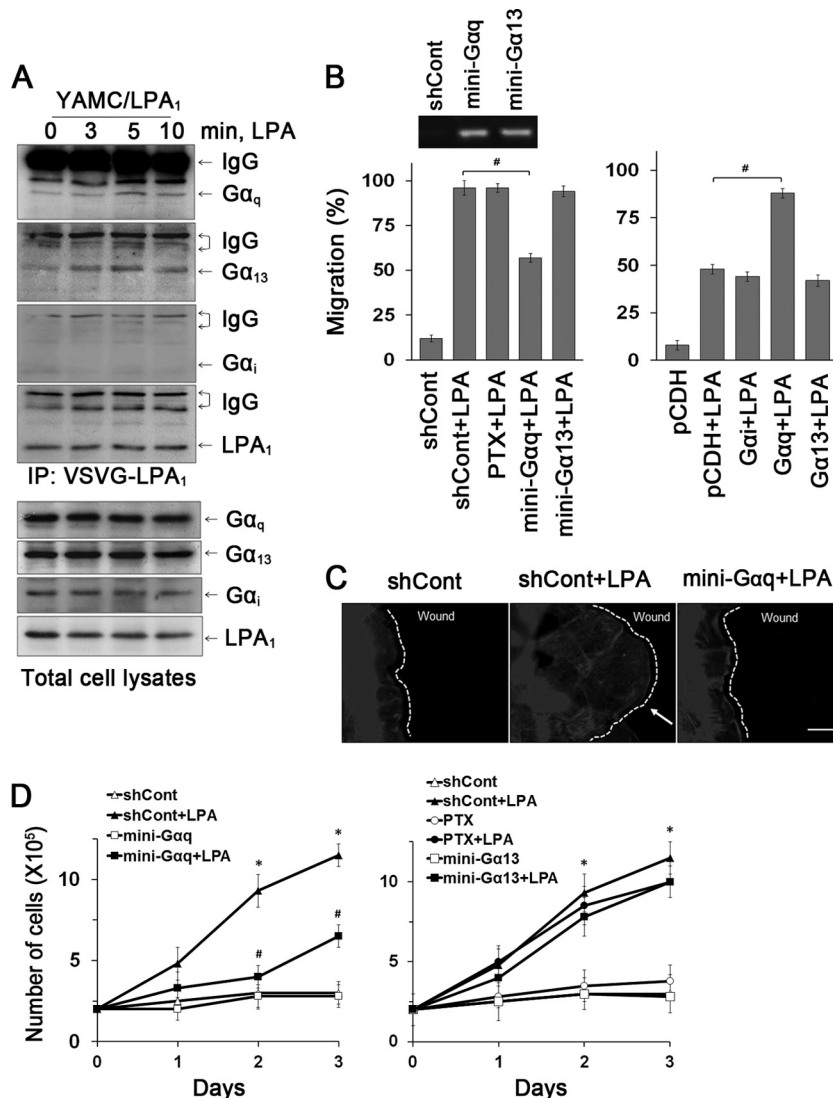 A
YAMC/LPA₁
0 3 5 10 min, LPA
IgG
Gαq
IgG
Gα₁₃
IgG
Gαi
IgG
LPA₁
IP: VSVG-LPA₁
Gαq
Gα₁₃
Gαi
LPA₁
Total cell lysates
B
shCont
mini-Gαq
mini-Gα13
Migration (%)
100
75
50
25
0
#
shCont
shCont+LPA
PTX+LPA
mini-Gαq+LPA
mini-Gα13+LPA
100
75
50
25
0
#
pCDH
pCDH+LPA
Gαi+LPA
Gαq+LPA
Gα13+LPA
C
shCont shCont+LPA mini-Gαq+LPA
Wound Wound Wound
D
shCont
shCont+LPA
mini-Gαq
mini-Gαq+LPA
Number of cells (X10⁵)
10
5
0
* *
# #
0 1 2 3
Days
shCont
shCont+LPA
PTX
PTX+LPA
mini-Gα13
mini-Gα13+LPA
10
5
0
* *
0 1 2 3
Days